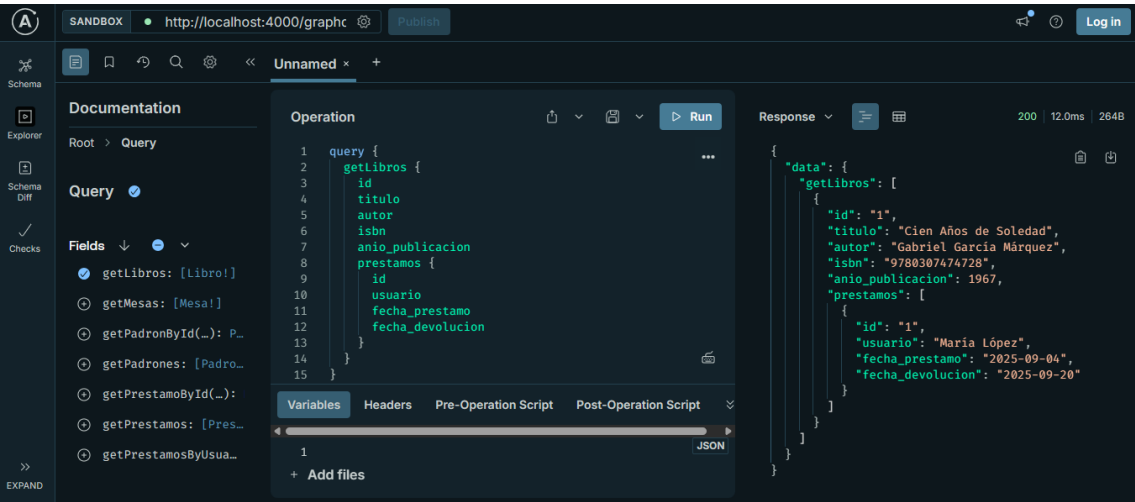 SANDBOX http://localhost:4000/graphc Publish Log in
Schema
Explorer
Schema Diff
Checks
EXPAND
Unnamed × +
Documentation
Root > Query
Query
Fields
getLibros: [Libro!]
getMesas: [Mesa!]
getPadronById(…): P…
getPadrones: [Padro…
getPrestamoById(…):
getPrestamos: [Pres…
getPrestamosByUsua…
Operation Run
1 query {
2 getLibros {
3 id
4 titulo
5 autor
6 isbn
7 anio_publicacion
8 prestamos {
9 id
10 usuario
11 fecha_prestamo
12 fecha_devolucion
13 }
14 }
15 }
Variables Headers Pre-Operation Script Post-Operation Script
JSON
1
+ Add files
Response 200 12.0ms 264B
{
"data": {
"getLibros": [
{
"id": "1",
"titulo": "Cien Años de Soledad",
"autor": "Gabriel García Márquez",
"isbn": "9780307474728",
"anio_publicacion": 1967,
"prestamos": [
{
"id": "1",
"usuario": "María López",
"fecha_prestamo": "2025-09-04",
"fecha_devolucion": "2025-09-20"
}
]
}
]
}
}